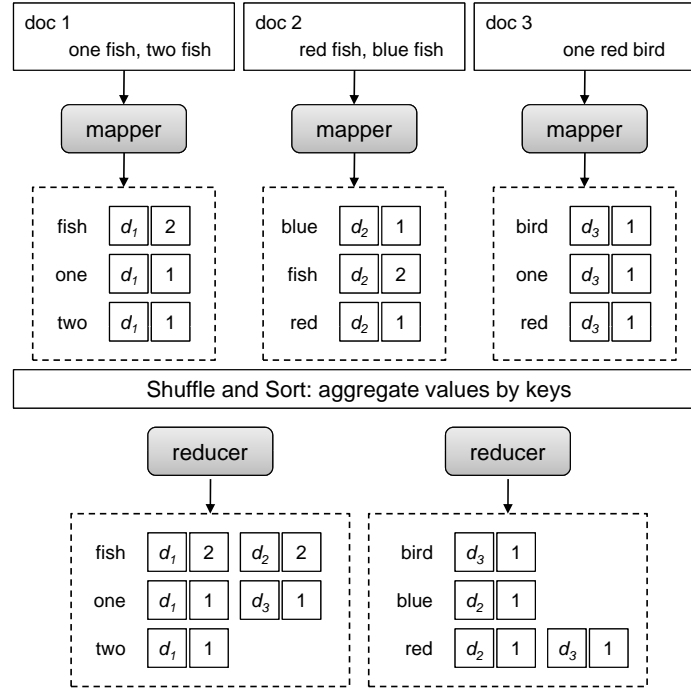 doc 1
one fish, two fish
doc 2
red fish, blue fish
doc 3
one red bird
mapper
mapper
mapper
fish d1 2
one d1 1
two d1 1
blue d2 1
fish d2 2
red d2 1
bird d3 1
one d3 1
red d3 1
Shuffle and Sort: aggregate values by keys
reducer
reducer
fish d1 2 d2 2
one d1 1 d3 1
two d1 1
bird d3 1
blue d2 1
red d2 1 d3 1